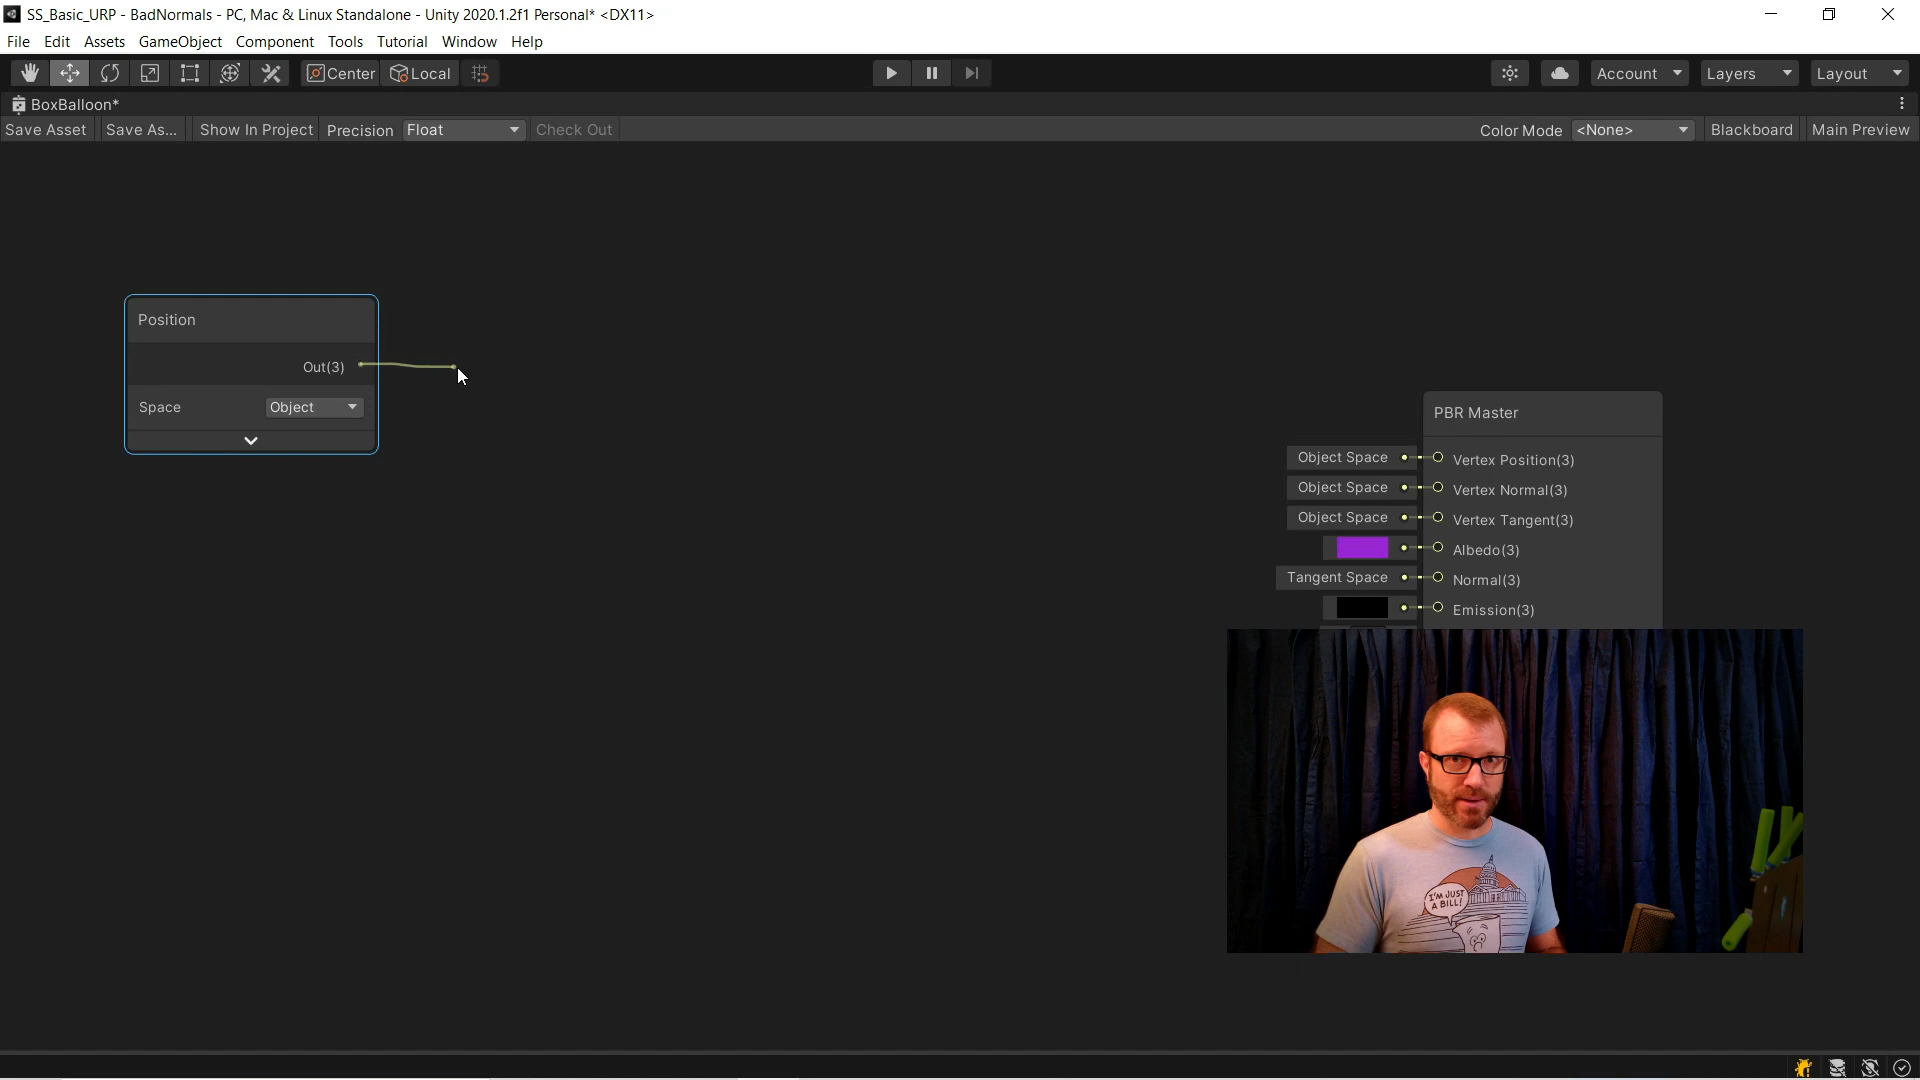 SS_Basic_URP - BadNormals - PC, Mac & Linux Standalone - Unity 2020.1.2f1 Personal* <DX11>
File Edit Assets GameObject Component Tools Tutorial Window Help
Center Local Account Layers Layout
BoxBalloon*
Save Asset Save As... Show In Project Precision Float Check Out Color Mode <None> Blackboard Main Preview
Position
Out(3)
Space Object
PBR Master
Object Space Vertex Position(3)
Object Space Vertex Normal(3)
Object Space Vertex Tangent(3)
Albedo(3)
Tangent Space Normal(3)
Emission(3)
I'M JUST
A BILL!